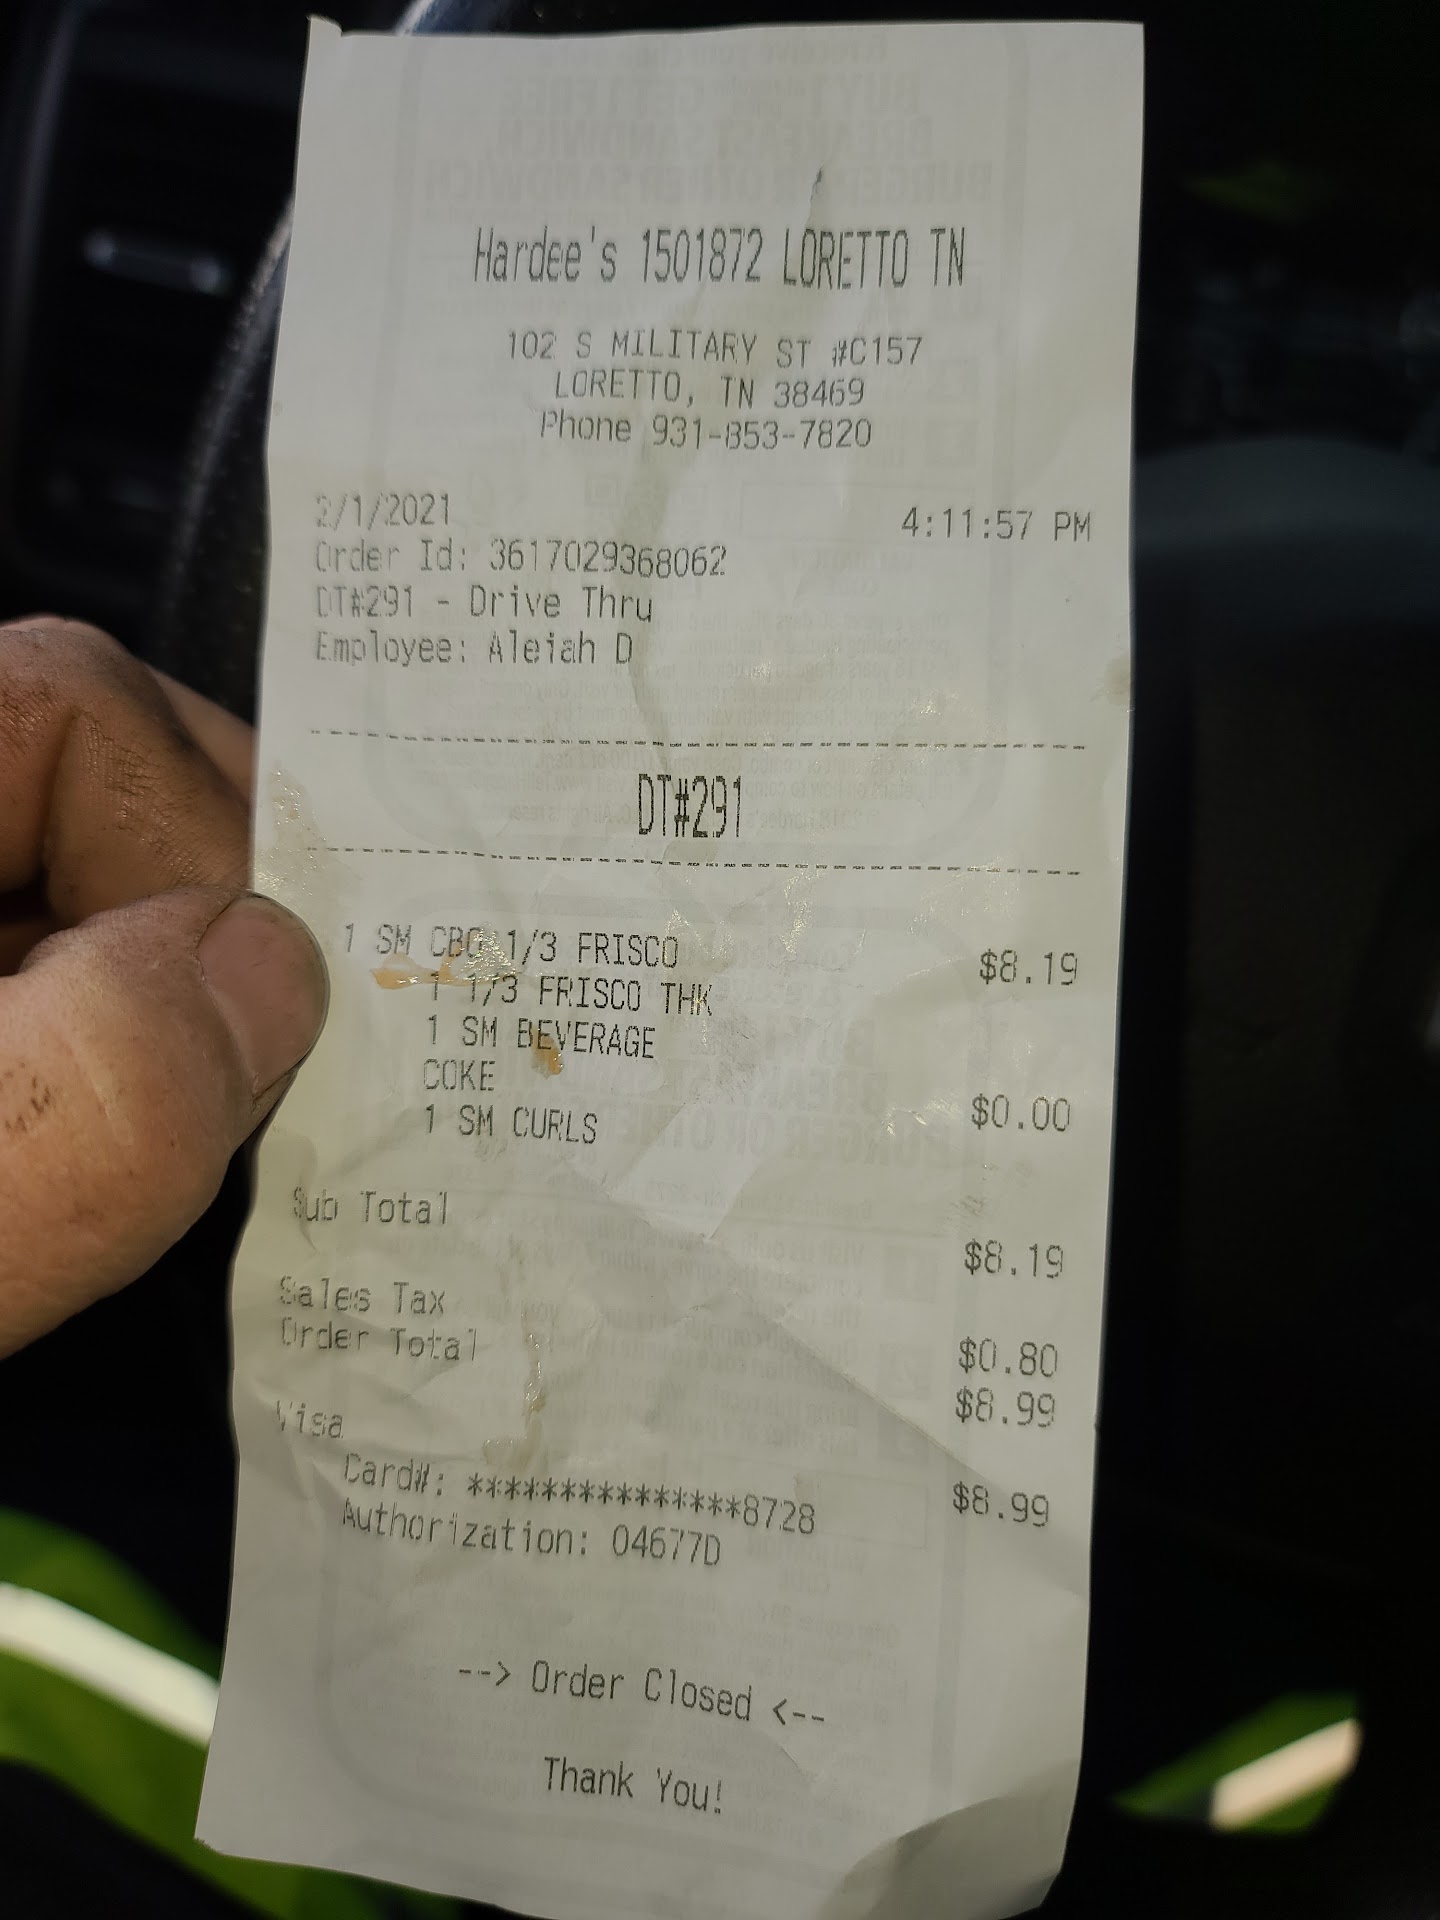 Hardee's 1501872 LORETTO TN
102 S MILITARY ST #C157
LORETTO, TN 38469
Phone 931-853-7820
2/1/2021 4:11:57 PM
Order Id: 3617029368062
DT#291 - Drive Thru
Employee: Aleiah D
DT#291
1 SM CBO 1/3 FRISCO $8.19
1 1/3 FRISCO THK
1 SM BEVERAGE
COKE $0.00
1 SM CURLS
Sub Total $8.19
Sales Tax $0.80
Order Total $8.99
Visa $8.99
Card#: ***************8728
Authorization: 04677D
--> Order Closed <--
Thank You!